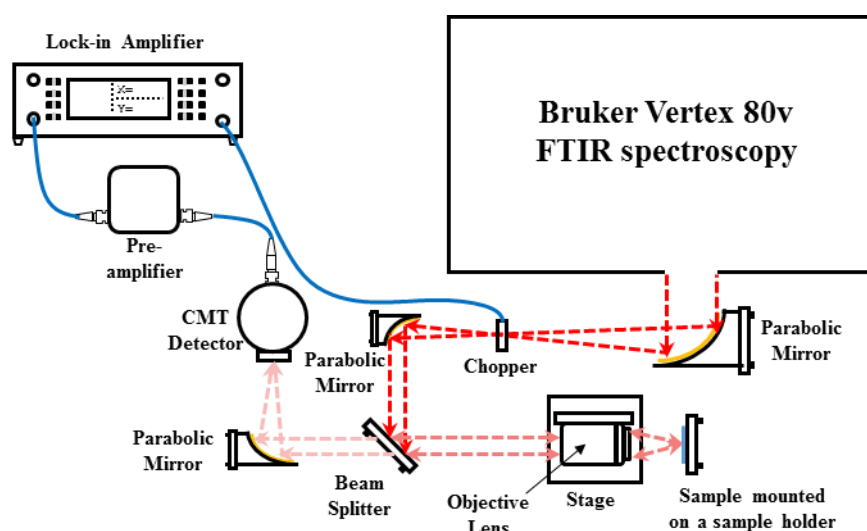 Lock-in Amplifier
X=
Y=
Bruker Vertex 80v
FTIR spectroscopy
Pre-
amplifier
CMT
Detector
Parabolic
Mirror
Chopper
Parabolic
Mirror
Parabolic
Mirror
Beam
Splitter
Objective
Lens
Stage
Sample mounted
on a sample holder